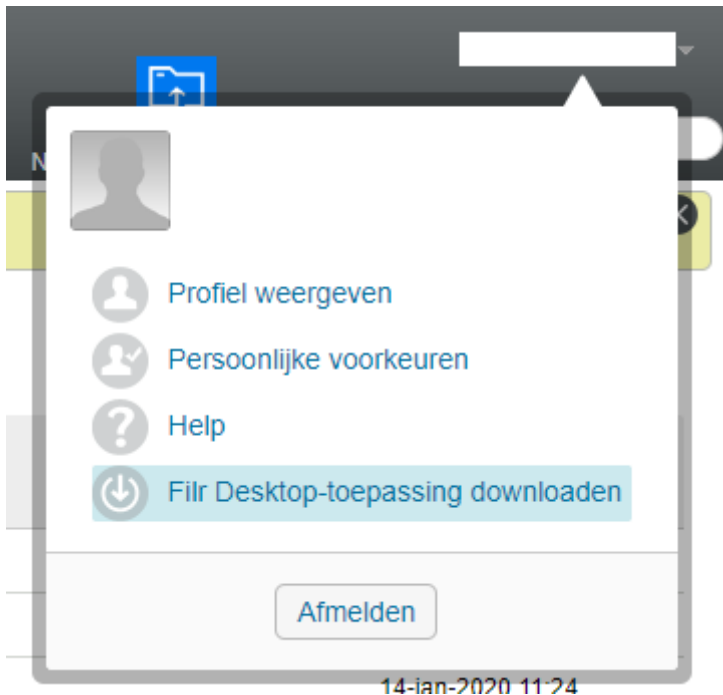 N
Profiel weergeven
Persoonlijke voorkeuren
Help
Filr Desktop-toepassing downloaden
Afmelden
14-jan-2020 11:24